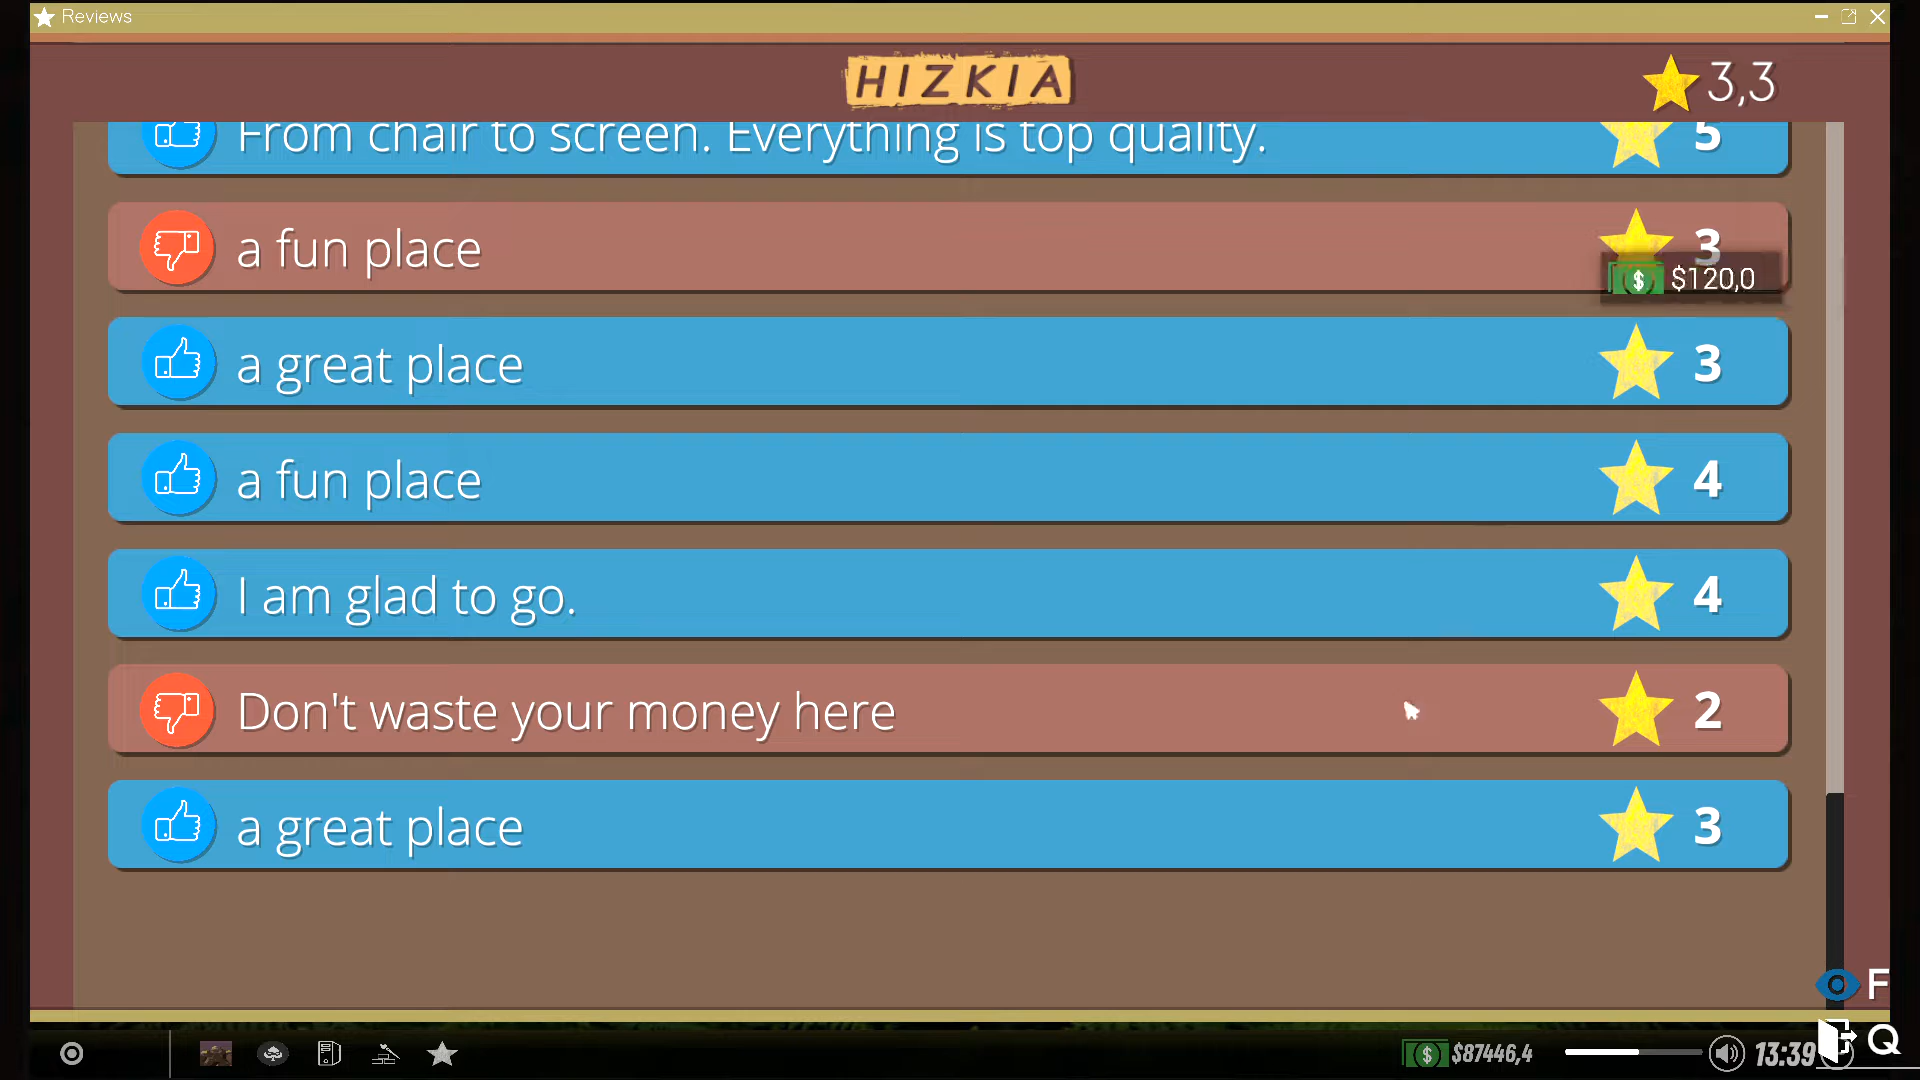 Reviews
HIZKIA
3,3
From chair to screen. Everything is top quality.
5
a fun place
3
$120,0
a great place
3
a fun place
4
I am glad to go.
4
Don't waste your money here
2
a great place
3
F
$87446,4
13:39
Q